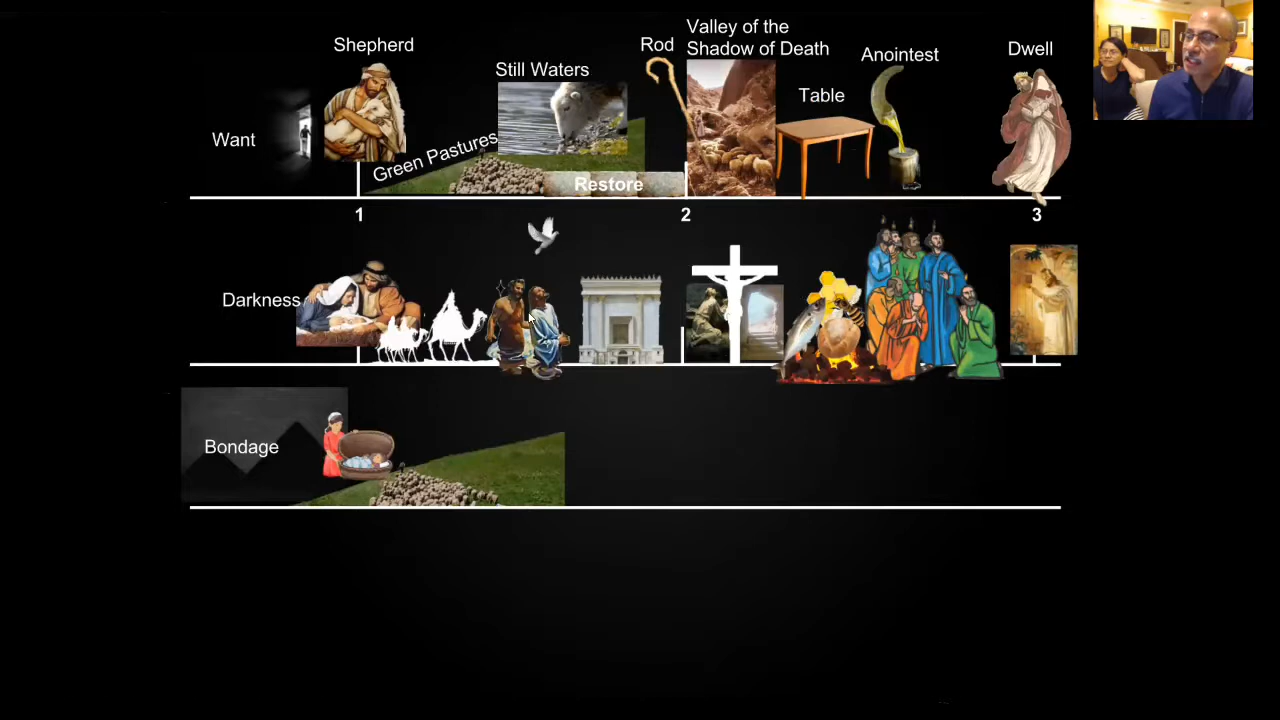 Want
Shepherd
Green Pastures
Still Waters
Restore
Rod
Valley of the
Shadow of Death
Table
Anointest
Dwell
1
2
3
Darkness
Bondage